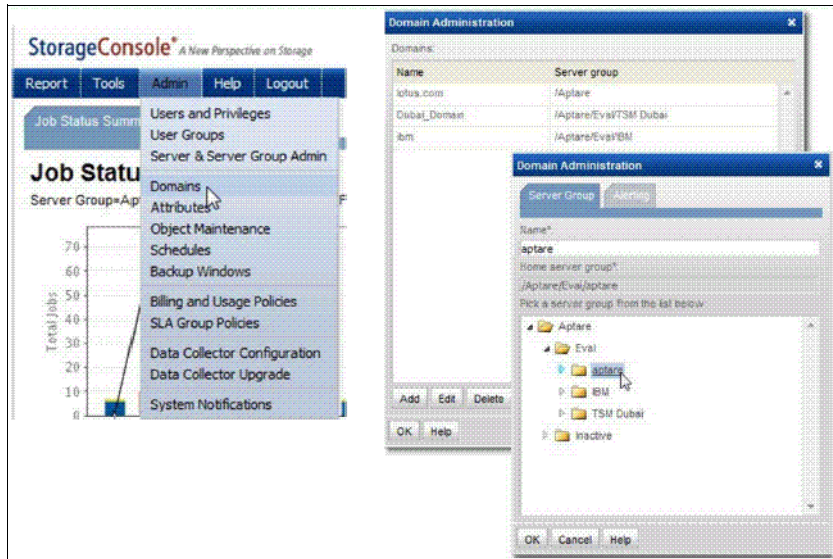 StorageConsole® A New Perspective on Storage
Report Tools Admin Help Logout
Job Status Summ
Users and Privileges
User Groups
Server & Server Group Admin
Domains
Attributes
Object Maintenance
Schedules
Backup Windows
Billing and Usage Policies
SLA Group Policies
Data Collector Configuration
Data Collector Upgrade
System Notifications
Job Statu
Server Group=Ap
F
Total Jobs
70
60
50
40
30
20
10
0
Domain Administration
Domains:
Name Server group
lotus.com /Aptare
Dubai_Domain /Aptare/Eval/TSM Dubai
ibm /Aptare/Eval/IBM
Add Edit Delete
OK Help
Domain Administration
Server Group Alerting
Name*
aptare
Home server group*:
/Aptare/Eval/aptare
Pick a server group from the list below
Aptare
Eval
aptare
IBM
TSM Dubai
Inactive
OK Cancel Help